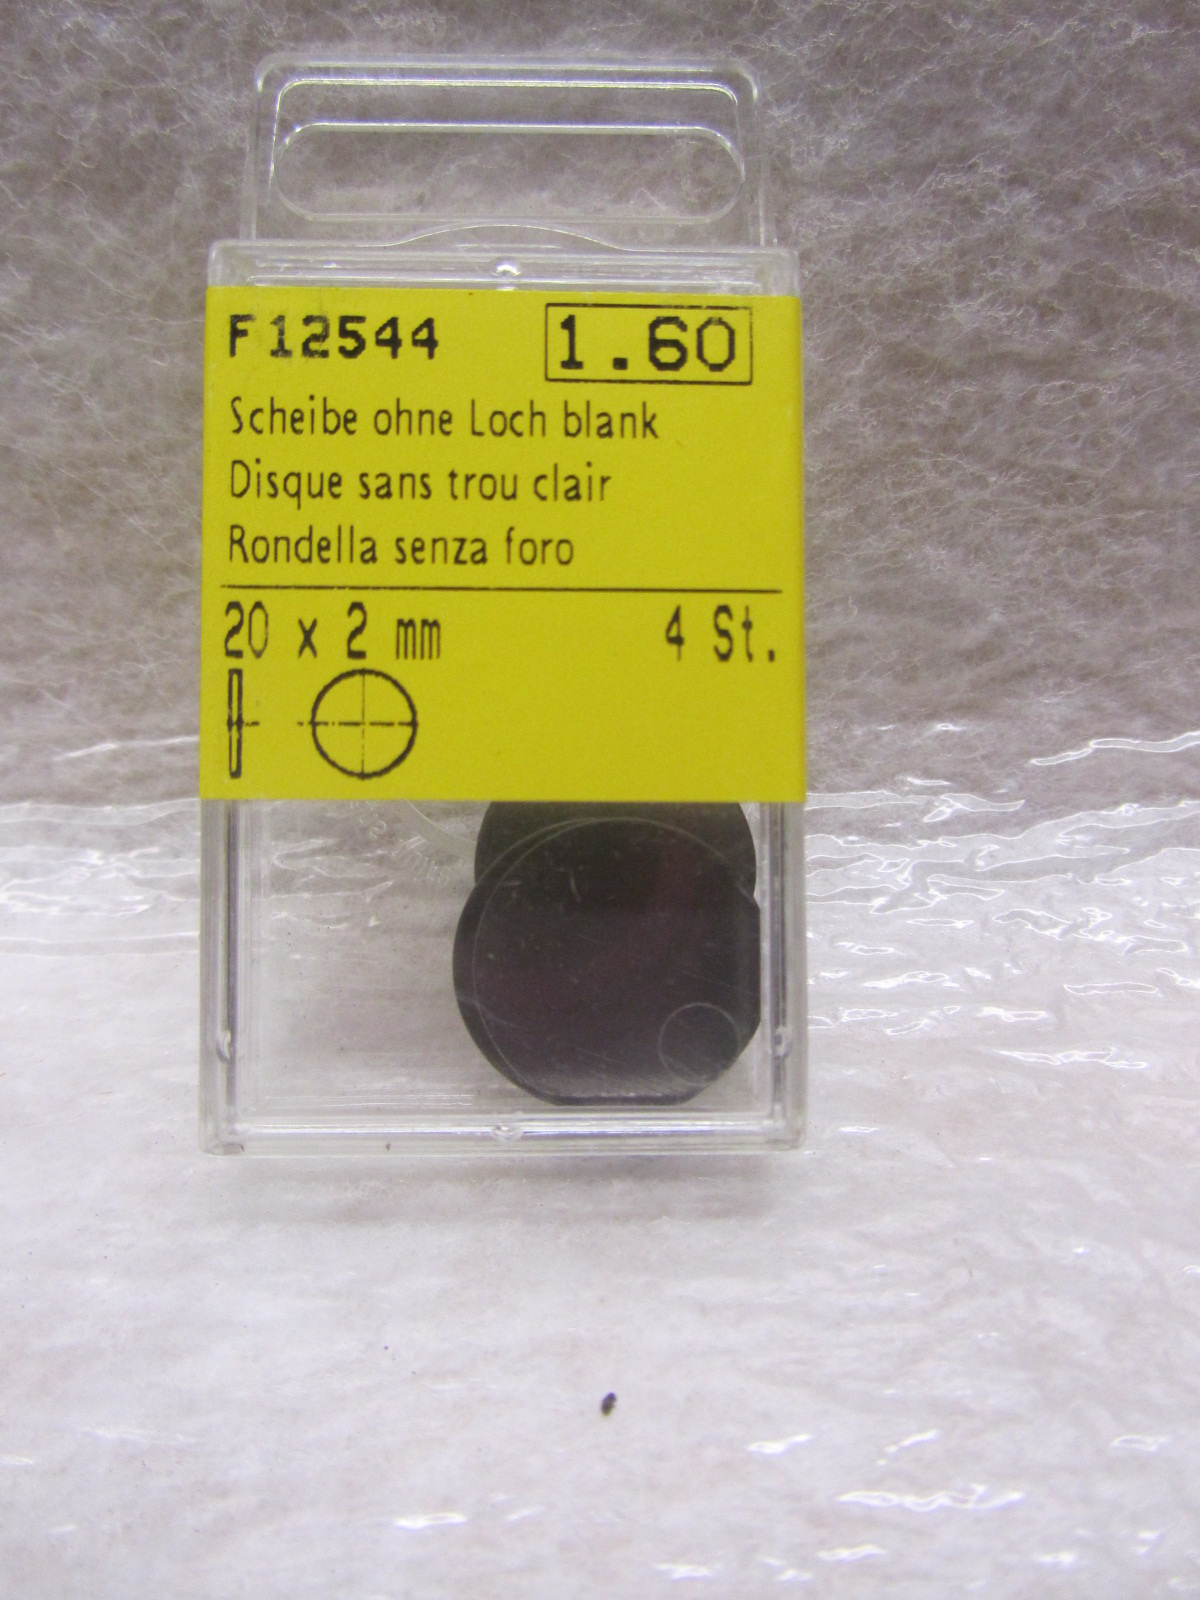 F12544 1.60
Scheibe ohne Loch blank
Disque sans trou clair
Rondella senza foro
20 x 2 mm 4 St.